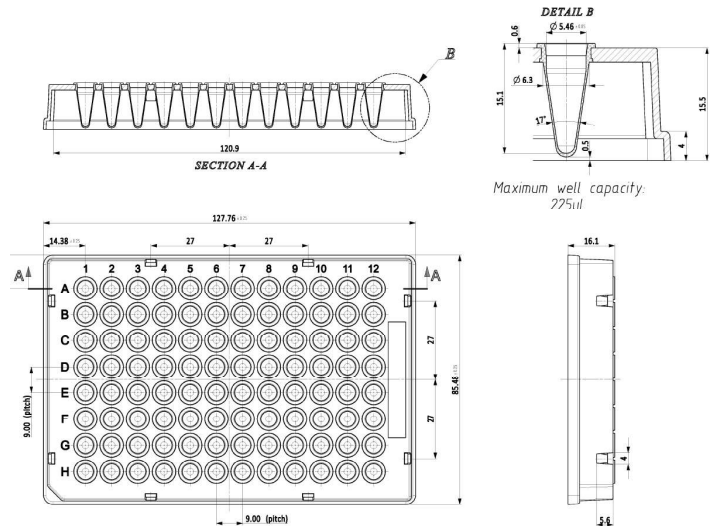 DETAIL B
0.6
Ø 5.46
B
Ø 6.3
15.1
17°
0.5
15.5
4
120.9
SECTION A-A
Maximum well capacity:
225ul
127.76
14.38
27
27
16.1
A
A
1 2 3 4 5 6 7 8 9 10 11 12
A
B
C
D
E
F
G
H
27
27
85.48
9.00 (pitch)
9.00 (pitch)
4
5.6